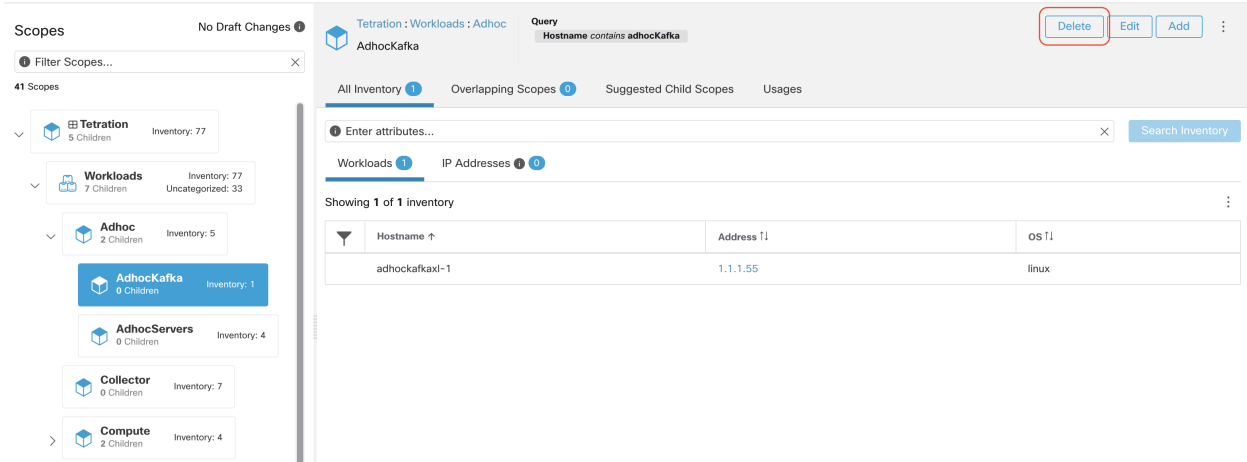 Scopes
No Draft Changes
Filter Scopes...
41 Scopes
Tetration
5 Children
Inventory: 77
Workloads
7 Children
Inventory: 77
Uncategorized: 33
Adhoc
2 Children
Inventory: 5
AdhocKafka
0 Children
Inventory: 1
AdhocServers
0 Children
Inventory: 4
Collector
0 Children
Inventory: 7
Compute
2 Children
Inventory: 4
Tetration : Workloads : Adhoc
AdhocKafka
Query
Hostname contains adhocKafka
Delete
Edit
Add
All Inventory 1
Overlapping Scopes 0
Suggested Child Scopes
Usages
Enter attributes...
Search Inventory
Workloads 1
IP Addresses 0
Showing 1 of 1 inventory
Hostname ↑
Address ↑↓
OS ↑↓
adhockafkaxl-1
1.1.1.55
linux